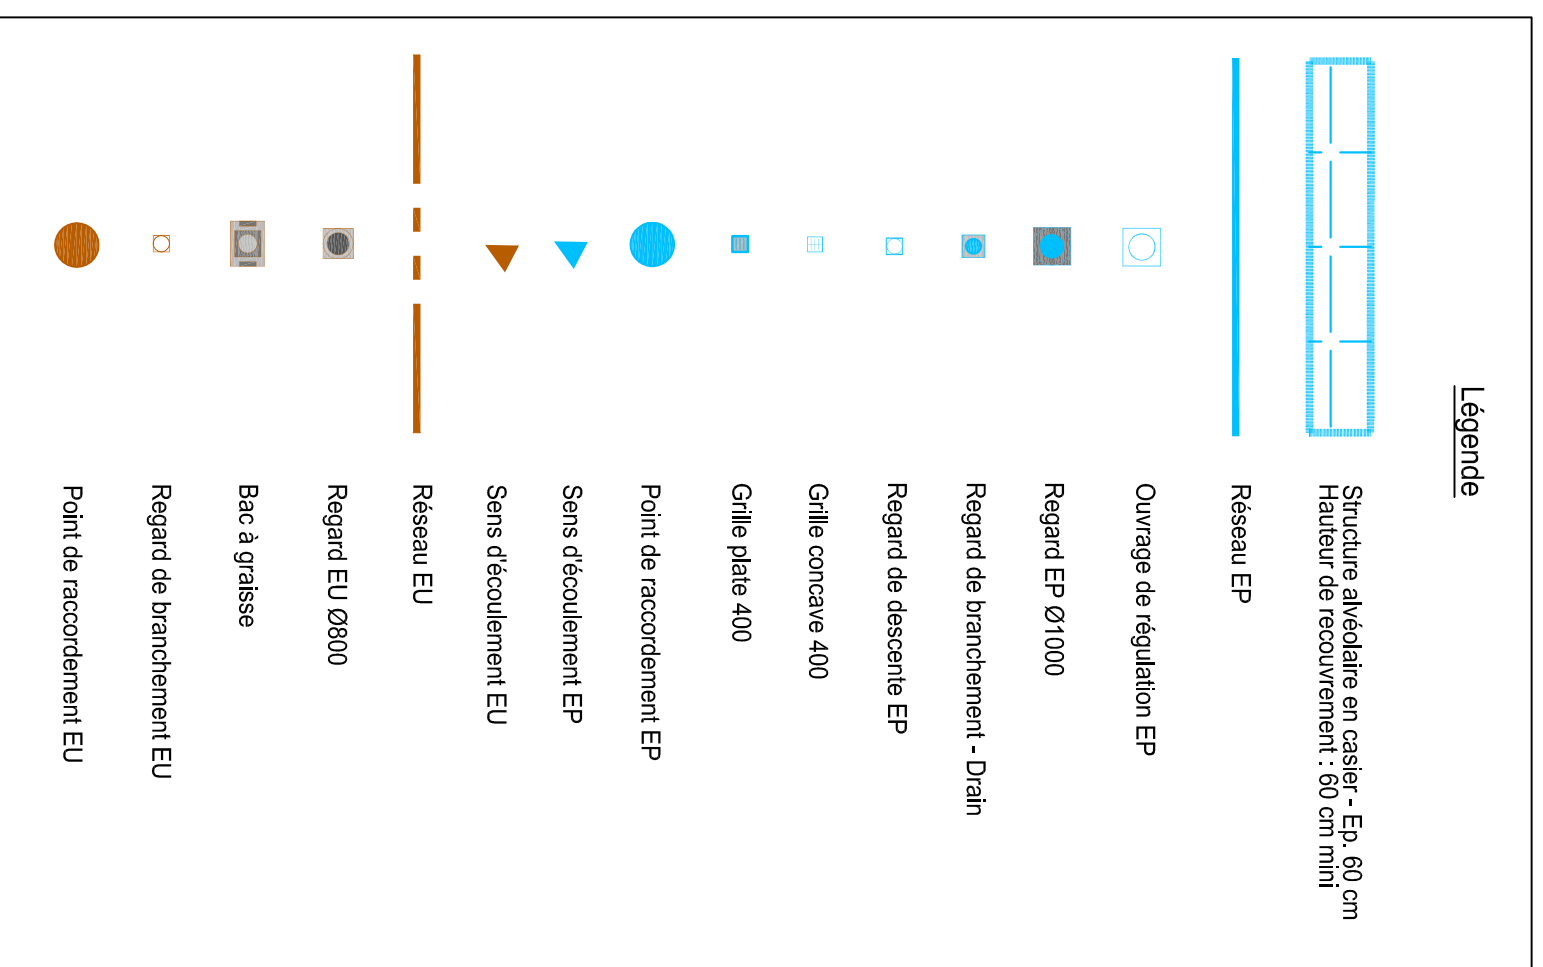 Légende
Structure alvéolaire en casier - Ep. 60 cm
Hauteur de recouvrement : 60 cm mini
Réseau EP
Ouvrage de régulation EP
Regard EP Ø1000
Regard de branchement - Drain
Regard de descente EP
Grille concave 400
Grille plate 400
Point de raccordement EP
Sens d'écoulement EP
Sens d'écoulement EU
Réseau EU
Regard EU Ø800
Bac à graisse
Regard de branchement EU
Point de raccordement EU